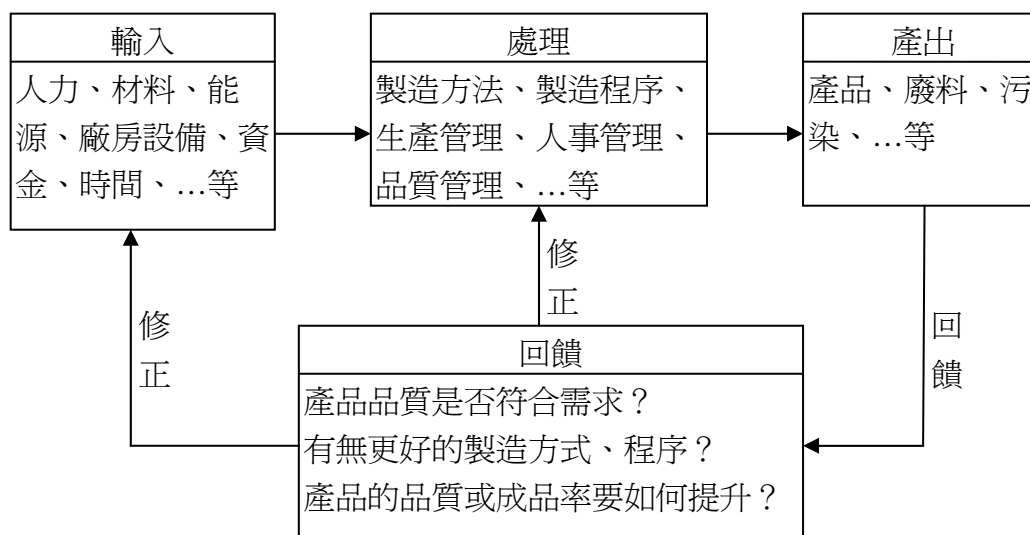 輸入
人力、材料、能
源、廠房設備、資
金、時間、…等
處理
製造方法、製造程序、
生產管理、人事管理、
品質管理、…等
產出
產品、廢料、污
染、…等
修
正
修
正
回
饋
回饋
產品品質是否符合需求？
有無更好的製造方式、程序？
產品的品質或成品率要如何提升？